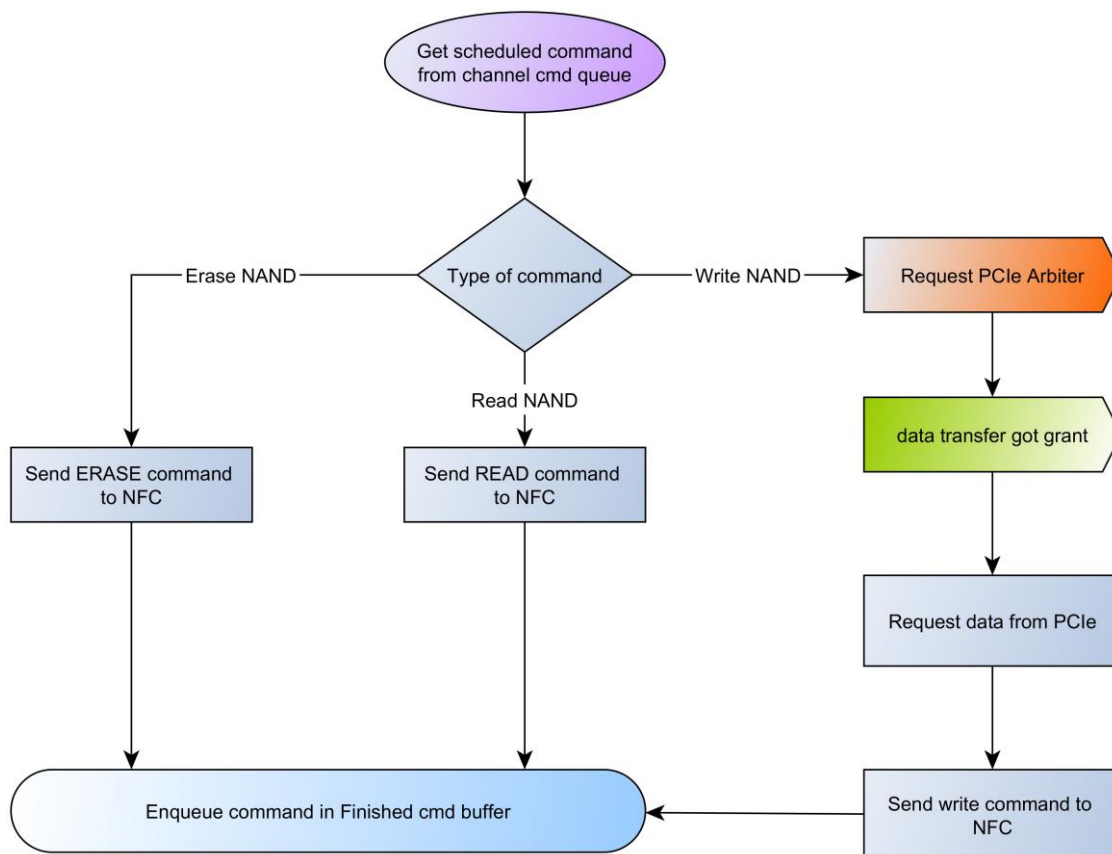 Get scheduled command
from channel cmd queue
Type of command
Erase NAND
Write NAND
Request PCIe Arbiter
Read NAND
data transfer got grant
Send ERASE command
to NFC
Send READ command
to NFC
Request data from PCIe
Enqueue command in Finished cmd buffer
Send write command to
NFC